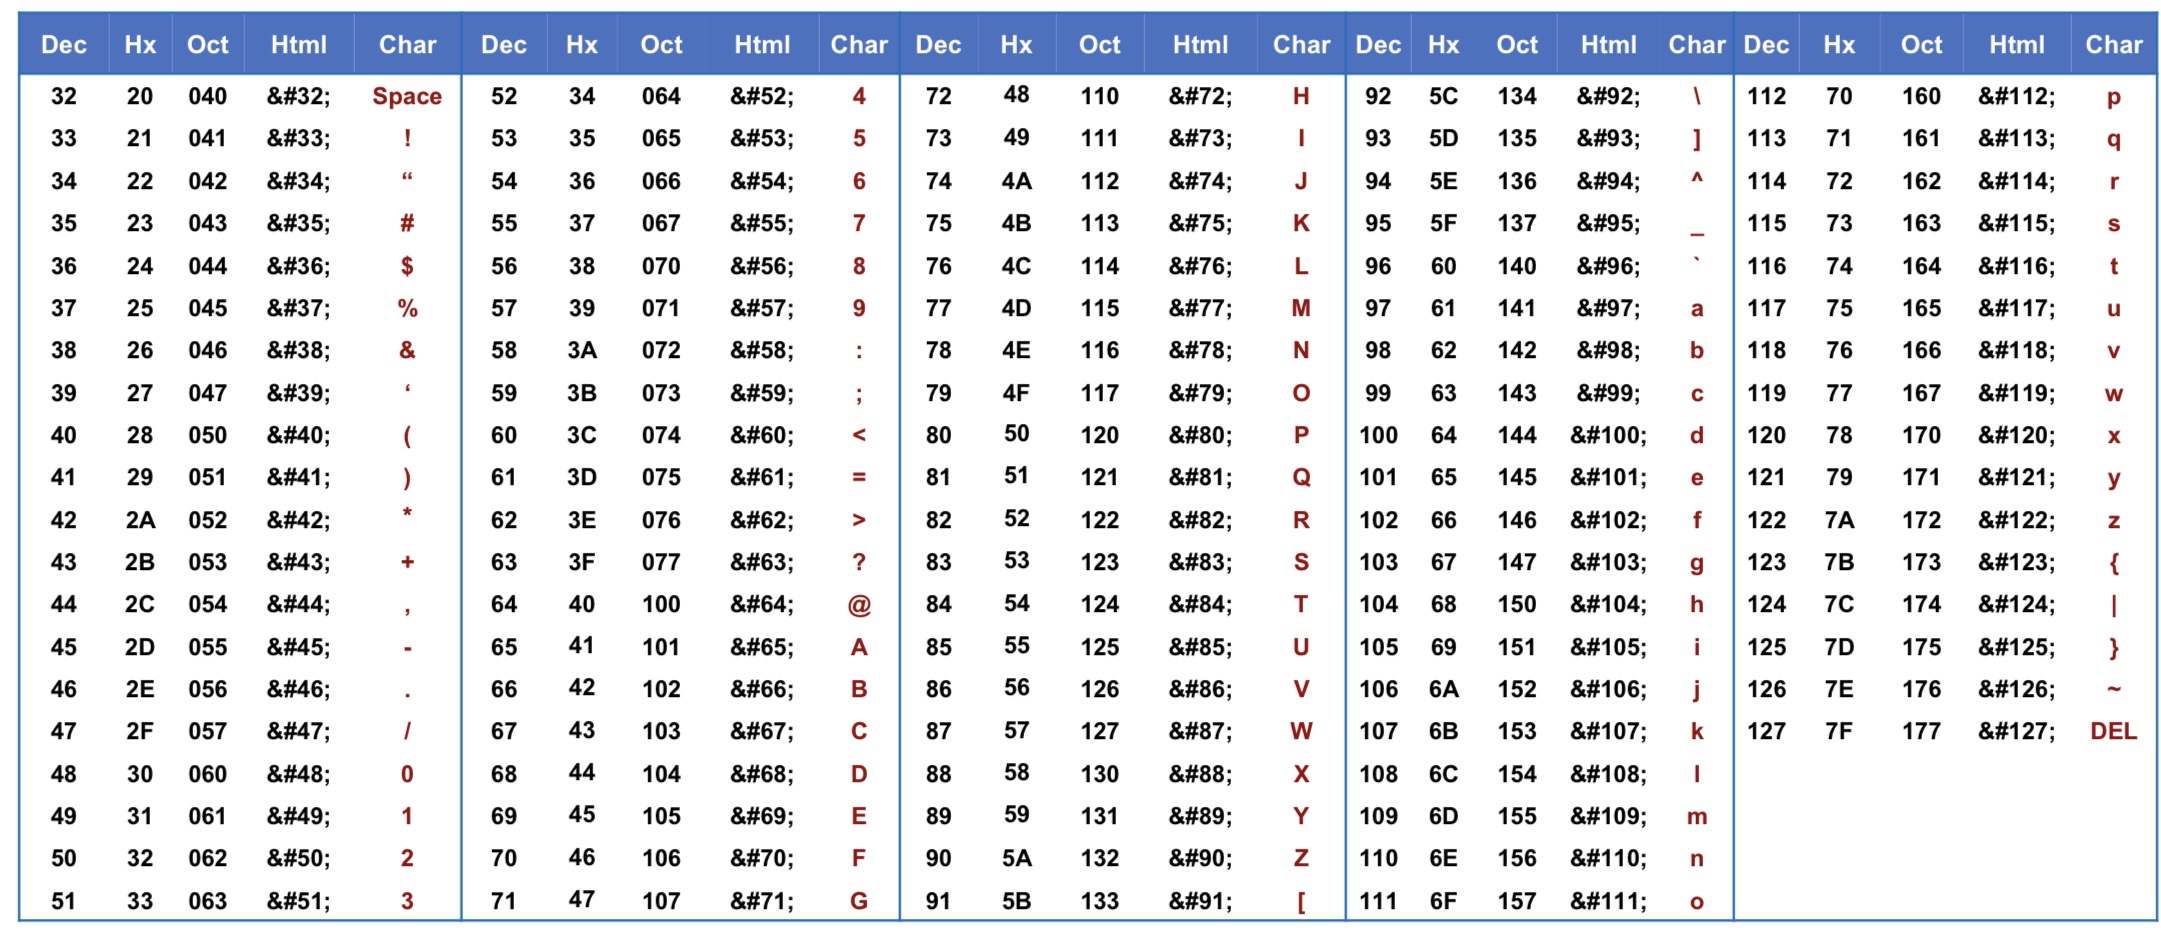 Dec Hx Oct Html Char Dec Hx Oct Html Char Dec Hx Oct Html Char Dec Hx Oct Html Char Dec Hx Oct Html Char
32 20 040 &#32; Space 52 34 064 &#52; 4 72 48 110 &#72; H 92 5C 134 &#92; \ 112 70 160 &#112; p
33 21 041 &#33; ! 53 35 065 &#53; 5 73 49 111 &#73; I 93 5D 135 &#93; ] 113 71 161 &#113; q
34 22 042 &#34; “ 54 36 066 &#54; 6 74 4A 112 &#74; J 94 5E 136 &#94; ^ 114 72 162 &#114; r
35 23 043 &#35; # 55 37 067 &#55; 7 75 4B 113 &#75; K 95 5F 137 &#95; _ 115 73 163 &#115; s
36 24 044 &#36; $ 56 38 070 &#56; 8 76 4C 114 &#76; L 96 60 140 &#96; ` 116 74 164 &#116; t
37 25 045 &#37; % 57 39 071 &#57; 9 77 4D 115 &#77; M 97 61 141 &#97; a 117 75 165 &#117; u
38 26 046 &#38; & 58 3A 072 &#58; : 78 4E 116 &#78; N 98 62 142 &#98; b 118 76 166 &#118; v
39 27 047 &#39; ‘ 59 3B 073 &#59; ; 79 4F 117 &#79; O 99 63 143 &#99; c 119 77 167 &#119; w
40 28 050 &#40; ( 60 3C 074 &#60; < 80 50 120 &#80; P 100 64 144 &#100; d 120 78 170 &#120; x
41 29 051 &#41; ) 61 3D 075 &#61; = 81 51 121 &#81; Q 101 65 145 &#101; e 121 79 171 &#121; y
42 2A 052 &#42; * 62 3E 076 &#62; > 82 52 122 &#82; R 102 66 146 &#102; f 122 7A 172 &#122; z
43 2B 053 &#43; + 63 3F 077 &#63; ? 83 53 123 &#83; S 103 67 147 &#103; g 123 7B 173 &#123; {
44 2C 054 &#44; , 64 40 100 &#64; @ 84 54 124 &#84; T 104 68 150 &#104; h 124 7C 174 &#124; |
45 2D 055 &#45; - 65 41 101 &#65; A 85 55 125 &#85; U 105 69 151 &#105; i 125 7D 175 &#125; }
46 2E 056 &#46; . 66 42 102 &#66; B 86 56 126 &#86; V 106 6A 152 &#106; j 126 7E 176 &#126; ~
47 2F 057 &#47; / 67 43 103 &#67; C 87 57 127 &#87; W 107 6B 153 &#107; k 127 7F 177 &#127; DEL
48 30 060 &#48; 0 68 44 104 &#68; D 88 58 130 &#88; X 108 6C 154 &#108; l
49 31 061 &#49; 1 69 45 105 &#69; E 89 59 131 &#89; Y 109 6D 155 &#109; m
50 32 062 &#50; 2 70 46 106 &#70; F 90 5A 132 &#90; Z 110 6E 156 &#110; n
51 33 063 &#51; 3 71 47 107 &#71; G 91 5B 133 &#91; [ 111 6F 157 &#111; o